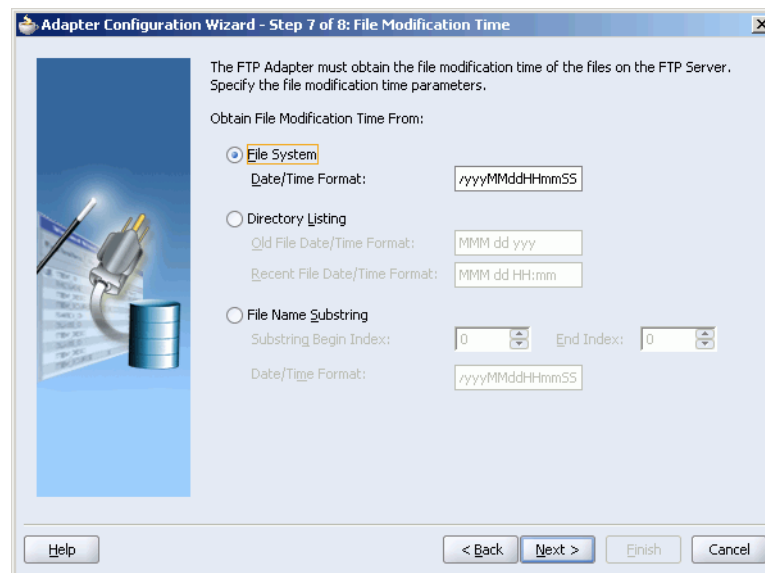 Adapter Configuration Wizard - Step 7 of 8: File Modification Time
The FTP Adapter must obtain the file modification time of the files on the FTP Server.
Specify the file modification time parameters.
Obtain File Modification Time From:
File System
Date/Time Format: yyyyMMddHHmmSS
Directory Listing
Old File Date/Time Format: MMM dd yyy
Recent File Date/Time Format: MMM dd HH:mm
File Name Substring
Substring Begin Index: 0 End Index: 0
Date/Time Format: yyyyMMddHHmmSS
Help < Back Next > Finish Cancel